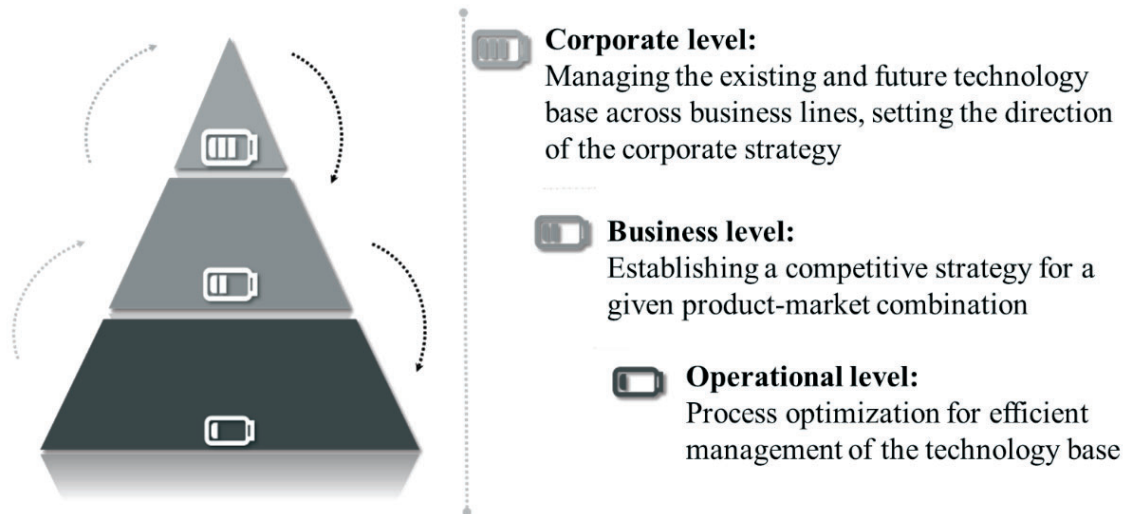 Corporate level:
Managing the existing and future technology
base across business lines, setting the direction
of the corporate strategy
Business level:
Establishing a competitive strategy for a
given product-market combination
Operational level:
Process optimization for efficient
management of the technology base